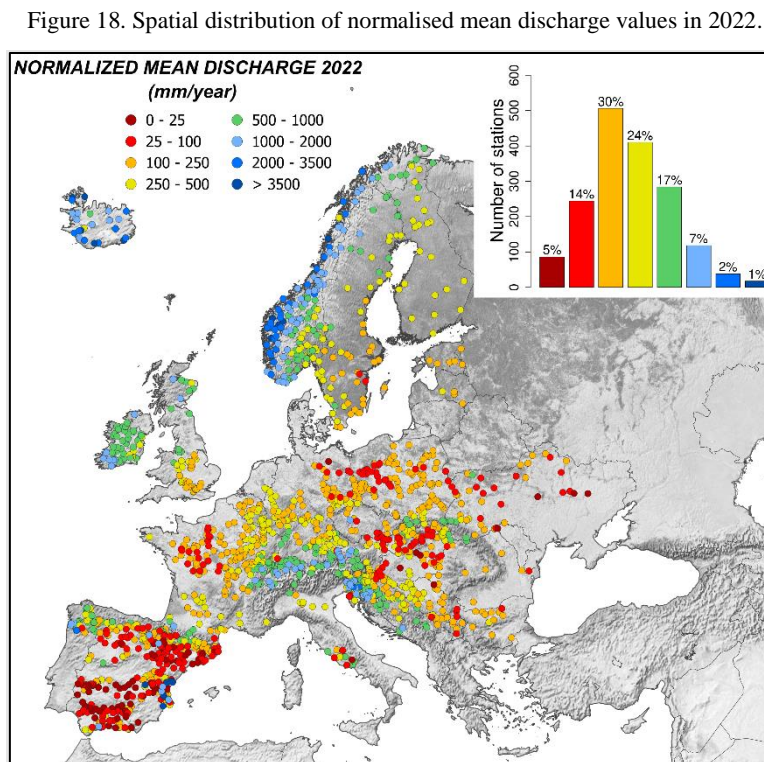 Figure 18. Spatial distribution of normalised mean discharge values in 2022.
NORMALIZED MEAN DISCHARGE 2022
(mm/year)
0 - 25
25 - 100
100 - 250
250 - 500
500 - 1000
1000 - 2000
2000 - 3500
> 3500
Number of stations
0
100
200
300
400
500
600
5%
14%
30%
24%
17%
7%
2%
1%